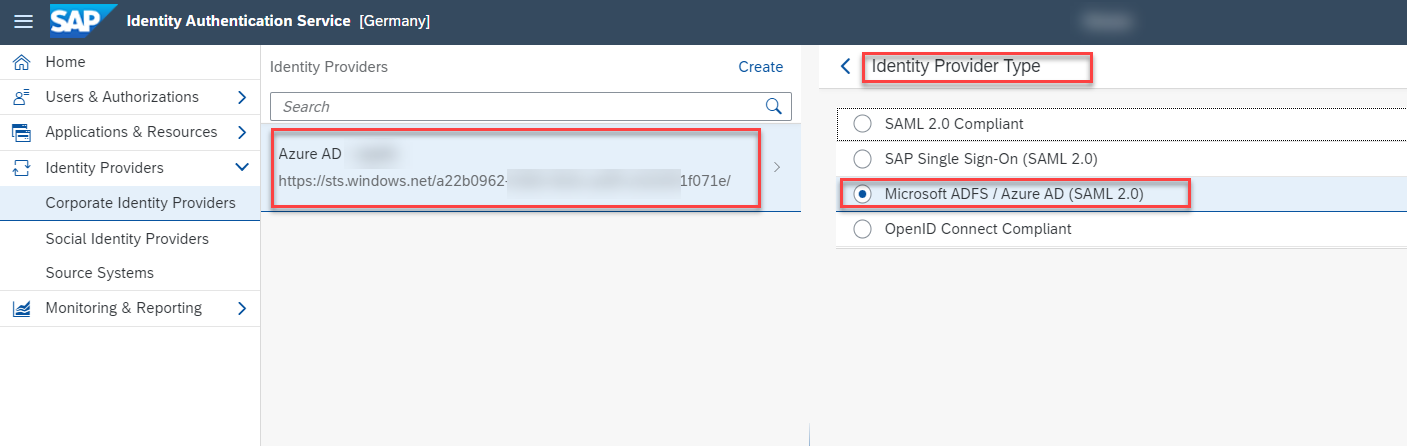 SAP Identity Authentication Service [Germany]
Home
Users & Authorizations
Applications & Resources
Identity Providers
Corporate Identity Providers
Social Identity Providers
Source Systems
Monitoring & Reporting
Identity Providers Create
Search
Azure AD
https://sts.windows.net/a22b0962- 1f071e/
Identity Provider Type
SAML 2.0 Compliant
SAP Single Sign-On (SAML 2.0)
Microsoft ADFS / Azure AD (SAML 2.0)
OpenID Connect Compliant